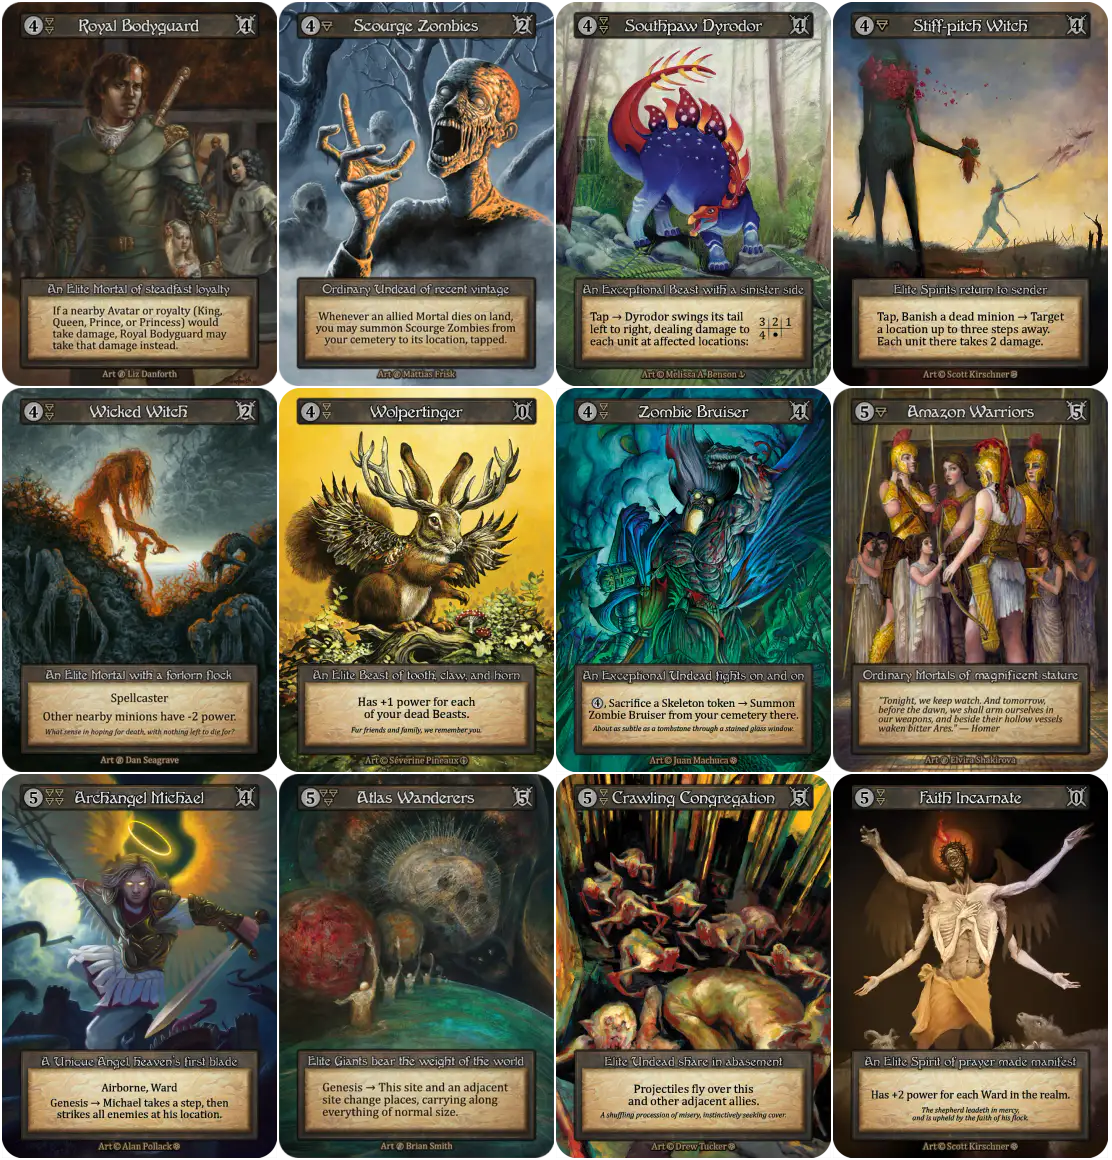 4 Royal Bodyguard 4
An Elite Mortal of steadfast loyalty
If a nearby Avatar or royalty (King,
Queen, Prince, or Princess) would
take damage, Royal Bodyguard may
take that damage instead.
Art Liz Danforth
4 Scourge Zombies 2
Ordinary Undead of recent vintage
Whenever an allied Mortal dies on land,
you may summon Scourge Zombies from
your cemetery to its location, tapped.
Art Mattias Frisk
4 Southpaw Dyrodor 4
An Exceptional Beast with a sinister side
Tap → Dyrodor swings its tail
left to right, dealing damage to
each unit at affected locations:
3 2 1
4 •
Art © Melissa A. Benson
4 Stiff-pitch Witch 4
Elite Spirits return to sender
Tap, Banish a dead minion → Target
a location up to three steps away.
Each unit there takes 2 damage.
Art © Scott Kirschner
4 Wicked Witch 2
An Elite Mortal with a forlorn flock
Spellcaster
Other nearby minions have -2 power.
What sense in hoping for death, with nothing left to die for?
Art Dan Seagrave
4 Wolpertinger 0
An Elite Beast of tooth, claw, and horn
Has +1 power for each
of your dead Beasts.
Fur friends and family, we remember you.
Art © Séverine Pineaux
4 Zombie Bruiser 4
An Exceptional Undead fights on and on
④, Sacrifice a Skeleton token → Summon
Zombie Bruiser from your cemetery there.
About as subtle as a tombstone through a stained glass window.
Art © Juan Machuca
5 Amazon Warriors 5
Ordinary Mortals of magnificent stature
"Tonight, we keep watch. And tomorrow,
before the dawn, we shall arm ourselves in
our weapons, and beside their hollow vessels
waken bitter Ares." — Homer
Art Elvira Shakirova
5 Archangel Michael 4
A Unique Angel, heaven's first blade
Airborne, Ward
Genesis → Michael takes a step, then
strikes all enemies at his location.
Art © Alan Pollack
5 Atlas Wanderers 5
Elite Giants bear the weight of the world
Genesis → This site and an adjacent
site change places, carrying along
everything of normal size.
Art Brian Smith
5 Crawling Congregation 5
Elite Undead share in abasement
Projectiles fly over this
and other adjacent allies.
A shuffling procession of misery, instinctively seeking cover.
Art © Drew Tucker
5 Faith Incarnate 0
An Elite Spirit of prayer made manifest
Has +2 power for each Ward in the realm.
The shepherd leadeth in mercy,
and is upheld by the faith of his flock.
Art © Scott Kirschner